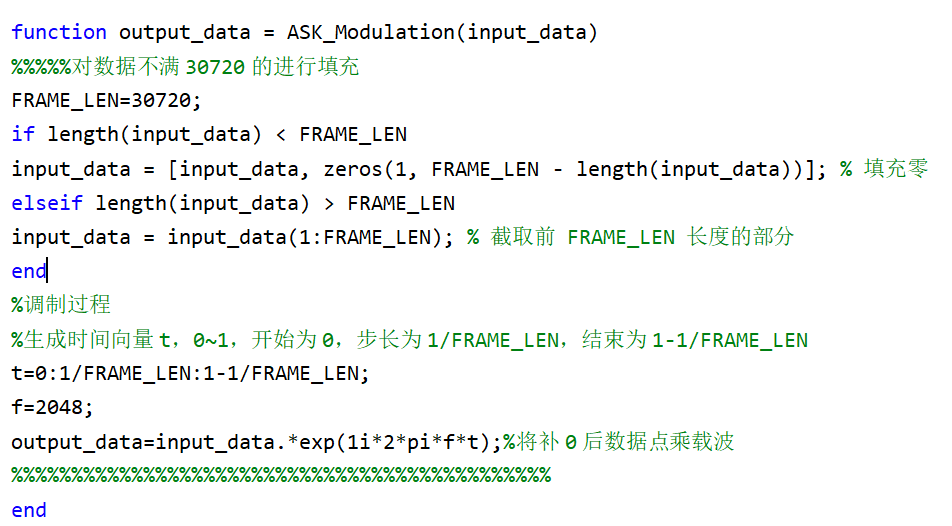 function output_data = ASK_Modulation(input_data)
%%%%%对数据不满 30720 的进行填充
FRAME_LEN=30720;
if length(input_data) < FRAME_LEN
input_data = [input_data, zeros(1, FRAME_LEN - length(input_data))]; % 填充零
elseif length(input_data) > FRAME_LEN
input_data = input_data(1:FRAME_LEN); % 截取前 FRAME_LEN 长度的部分
end
%调制过程
%生成时间向量 t，0~1，开始为 0，步长为 1/FRAME_LEN，结束为 1-1/FRAME_LEN
t=0:1/FRAME_LEN:1-1/FRAME_LEN;
f=2048;
output_data=input_data.*exp(1i*2*pi*f*t);%将补 0 后数据点乘载波
%%%%%%%%%%%%%%%%%%%%%%%%%%%%%%%%%%%%%%%%%%%%%
end